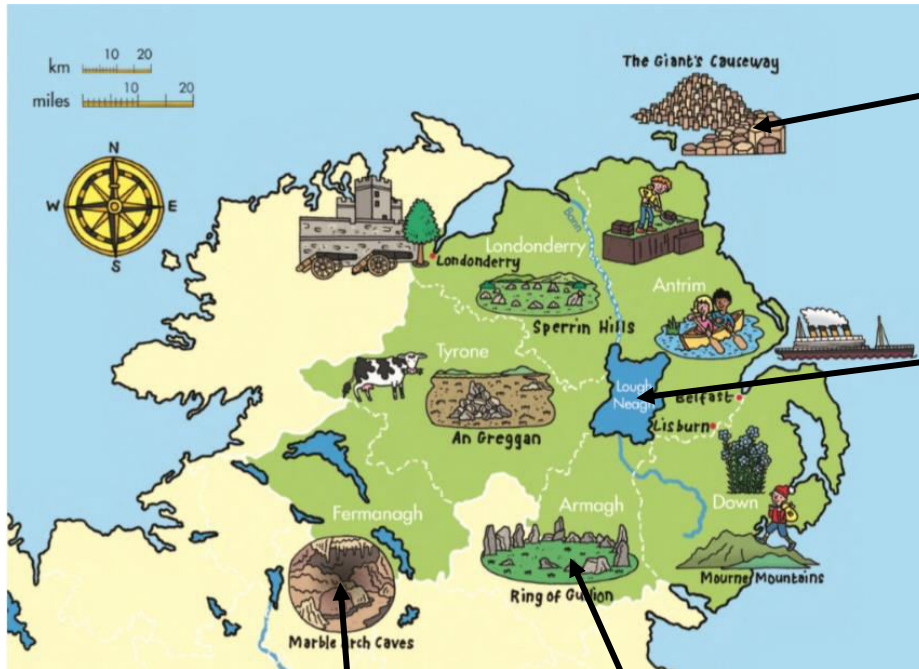 The Giant's Causeway
km 10 20
miles 10 20
N
W E
S
Bann
Londonderry
Londonderry
Antrim
Sperrin Hills
Tyrone
Lough
Neagh
Belfast
Lisburn
An Greggan
Fermanagh
Armagh
Down
Mourne Mountains
Ring of Gullion
Marble Arch Caves